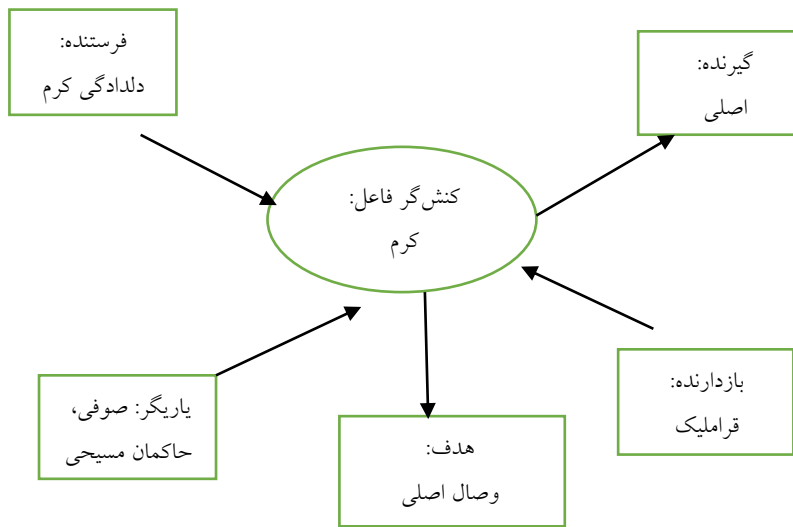 فرستنده:
دلدادگی کرم
گیرنده:
اصلی
کنش‌گر فاعل:
کرم
یاریگر: صوفی،
حاکمان مسیحی
هدف:
وصال اصلی
بازدارنده:
قراملیک